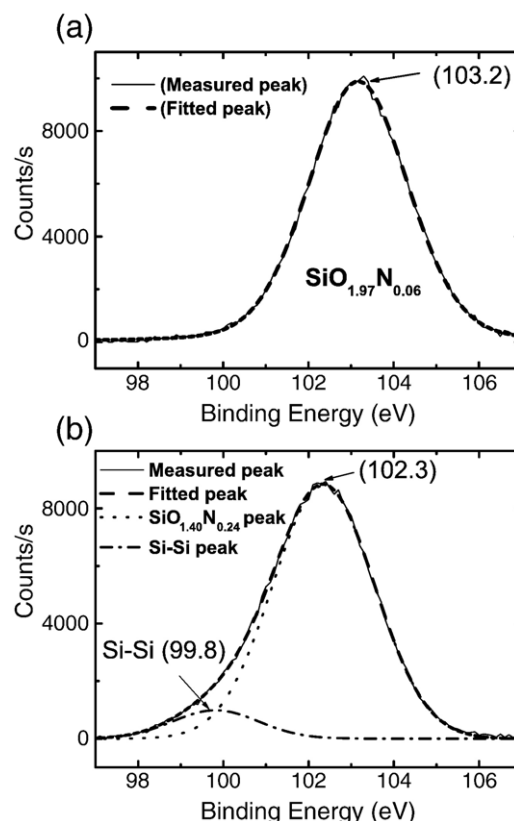 (a)
(103.2)
(Measured peak)
(Fitted peak)
8000
4000
0
Counts/s
SiO1.97N0.06
98 100 102 104 106
Binding Energy (eV)
(b)
Measured peak
(102.3)
Fitted peak
SiO1.40N0.24 peak
Si-Si peak
8000
4000
0
Counts/s
Si-Si (99.8)
98 100 102 104 106
Binding Energy (eV)